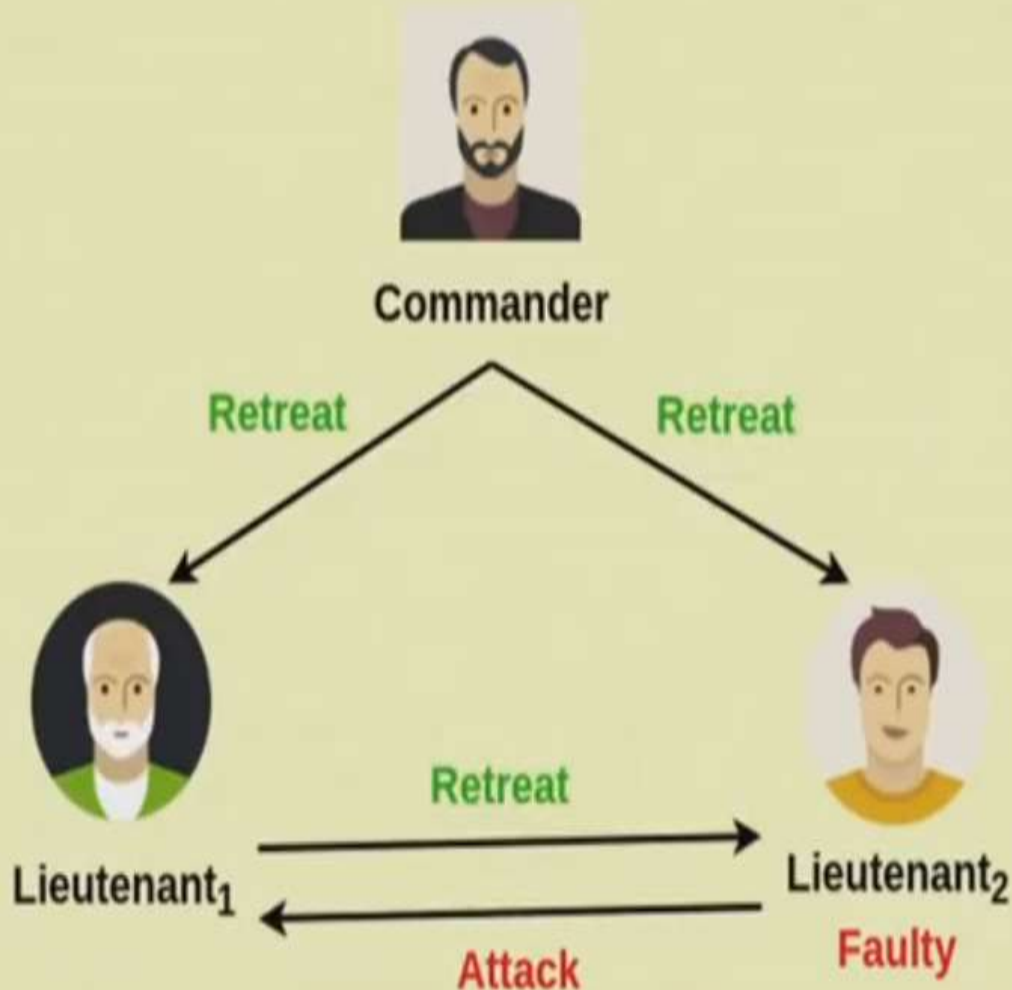 Commander
Retreat
Retreat
Retreat
Lieutenant₁
Lieutenant₂
Attack
Faulty